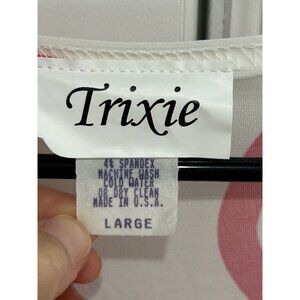 Trixie
4% SPANDEX
MACHINE WASH
COLD WATER
OR DRY CLEAN
MADE IN U.S.A.
LARGE